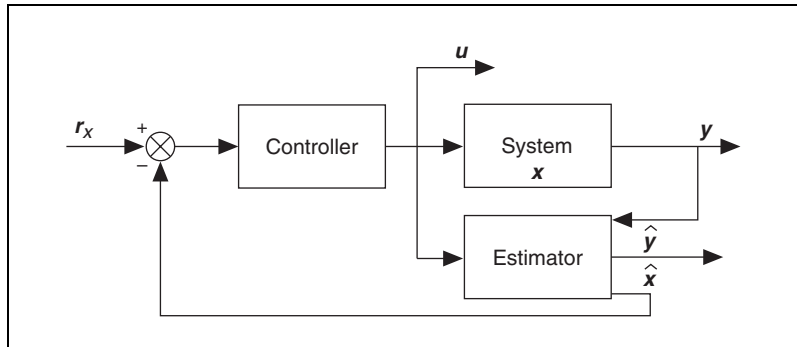 u
r_X
+
−
Controller
System
x
y
Estimator
ŷ
x̂